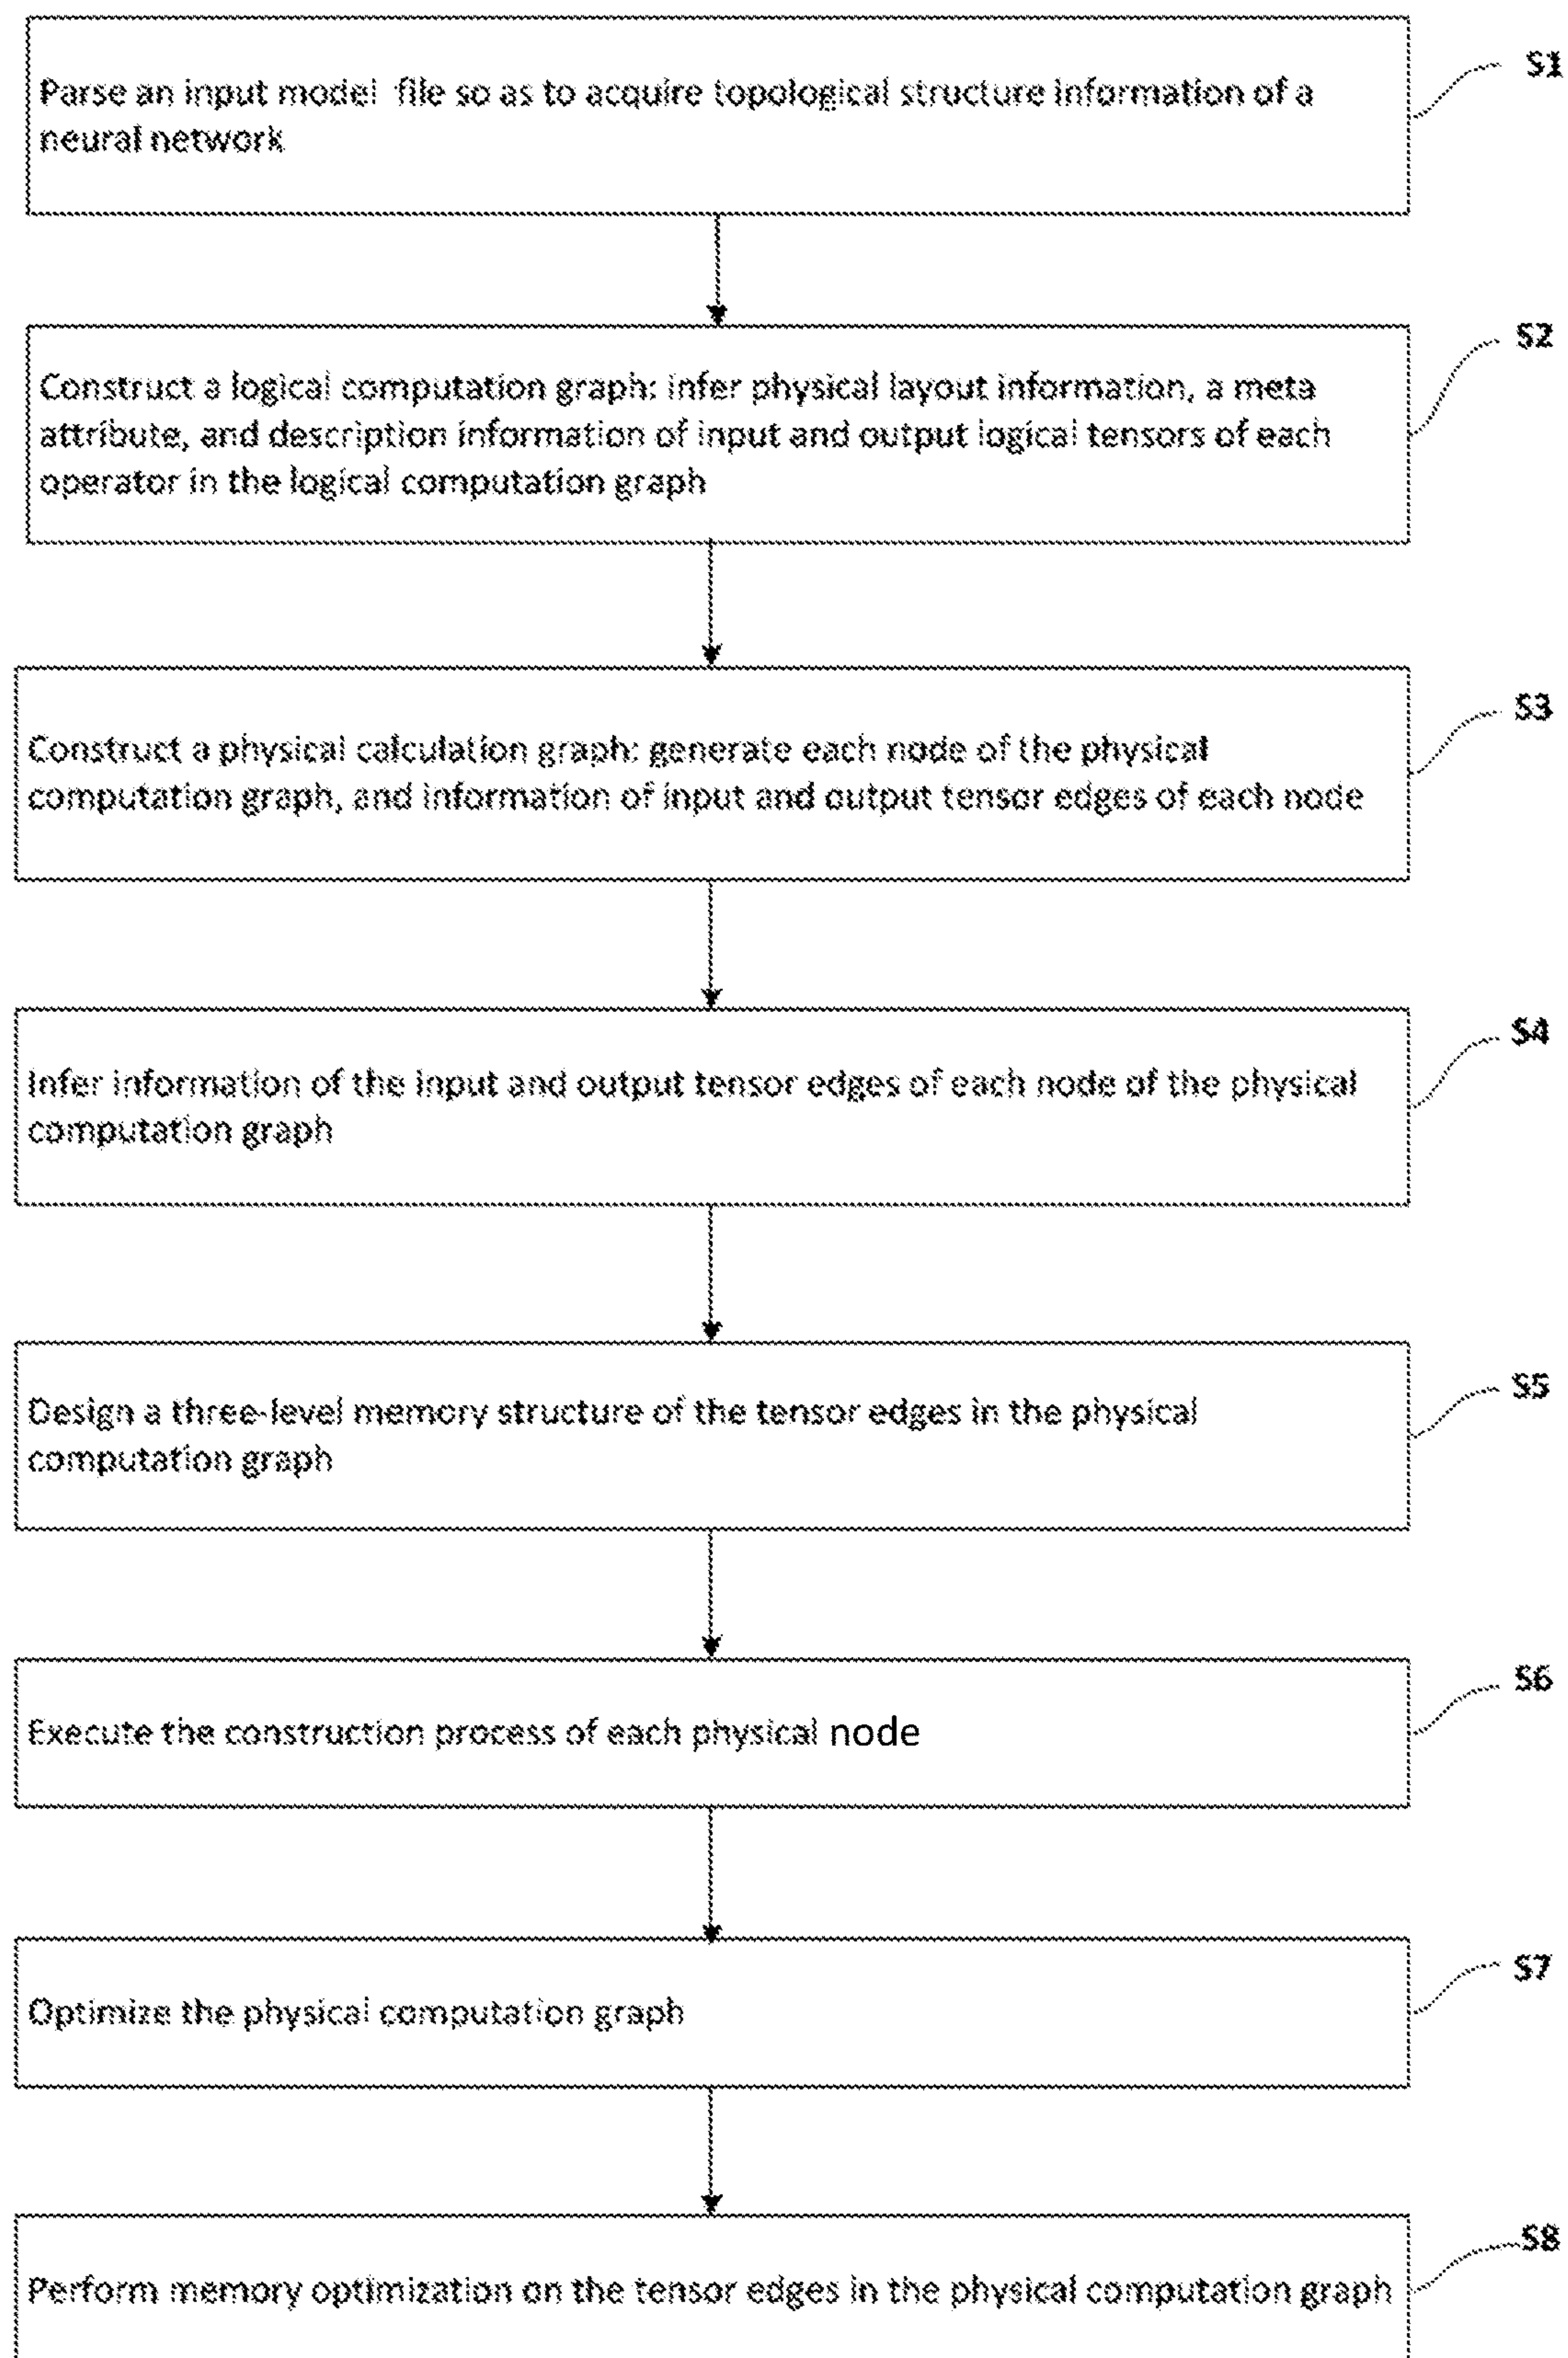 S1
Parse an input model file so as to acquire topological structure information of a
neural network
S2
Construct a logical computation graph: infer physical layout information, a meta
attribute, and description information of input and output logical tensors of each
operator in the logical computation graph
S3
Construct a physical calculation graph: generate each node of the physical
computation graph, and information of input and output tensor edges of each node
S4
Infer information of the input and output tensor edges of each node of the physical
computation graph
S5
Design a three-level memory structure of the tensor edges in the physical
computation graph
S6
Execute the construction process of each physical node
S7
Optimize the physical computation graph
S8
Perform memory optimization on the tensor edges in the physical computation graph